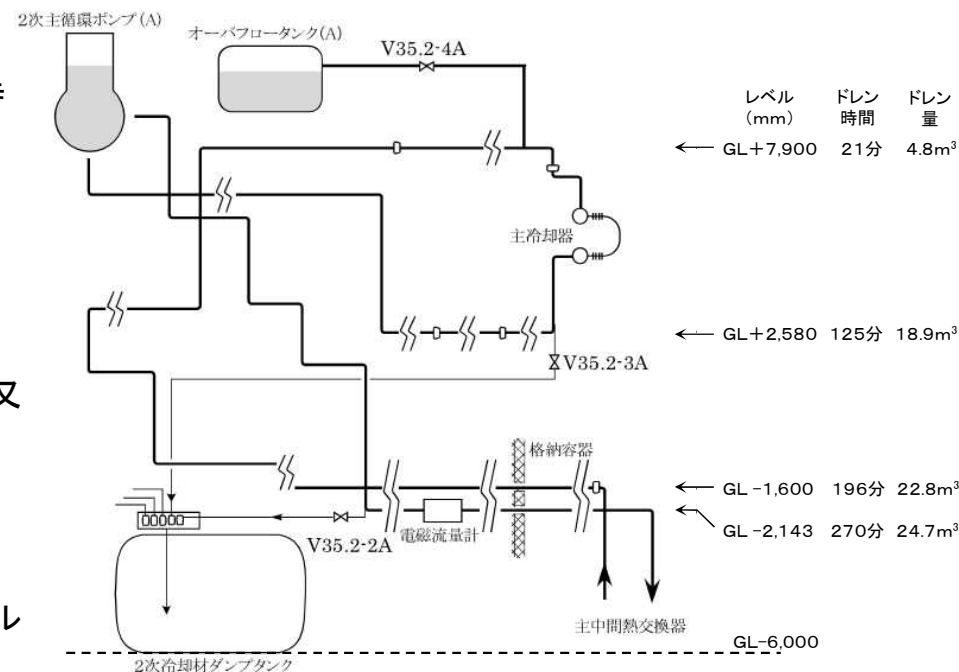 2次主循環ポンプ(A)
オーバフロータンク(A)
V35.2-4A
レベル ドレン ドレン
(mm) 時間 量
GL+7,900 21分 4.8m³
主冷却器
GL+2,580 125分 18.9m³
V35.2-3A
又
格納容器
GL-1,600 196分 22.8m³
GL-2,143 270分 24.7m³
V35.2-2A
電磁流量計
ル
主中間熱交換器
GL-6,000
2次冷却材ダンプタンク